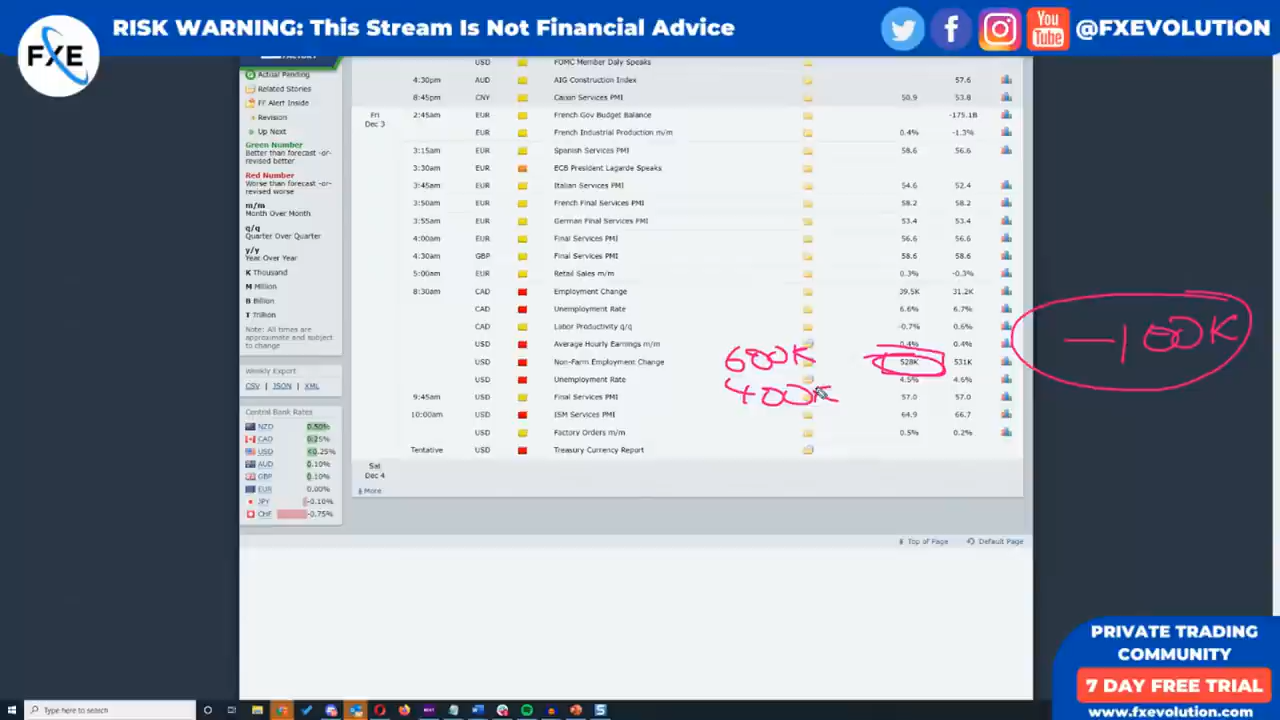 RISK WARNING: This Stream Is Not Financial Advice
@FXEVOLUTION
FXE
You
Tube
FACTORY
Actual Pending
Related Stories
FF Alert Inside
Revision
Up Next
Green Number
Better than forecast -or-
revised better
Red Number
Worse than forecast -or-
revised worse
m/m
Month Over Month
q/q
Quarter Over Quarter
y/y
Year Over Year
K Thousand
M Million
B Billion
T Trillion
Note: All times are
approximate and subject
to change
Weekly Export
CSV | JSON | XML
Central Bank Rates
NZD 0.50%
CAD 0.25%
USD <0.25%
AUD 0.10%
GBP 0.10%
EUR 0.00%
JPY -0.10%
CHF -0.75%
USD FOMC Member Daly Speaks
4:30pm AUD AIG Construction Index 57.6
8:45pm CNY Caixin Services PMI 50.9 53.8
Fri
Dec 3
2:45am EUR French Gov Budget Balance -175.1B
EUR French Industrial Production m/m 0.4% -1.3%
3:15am EUR Spanish Services PMI 58.6 56.6
3:30am EUR ECB President Lagarde Speaks
3:45am EUR Italian Services PMI 54.6 52.4
3:50am EUR French Final Services PMI 58.2 58.2
3:55am EUR German Final Services PMI 53.4 53.4
4:00am EUR Final Services PMI 56.6 56.6
4:30am GBP Final Services PMI 58.6 58.6
5:00am EUR Retail Sales m/m 0.3% -0.3%
8:30am CAD Employment Change 39.5K 31.2K
CAD Unemployment Rate 6.6% 6.7%
CAD Labor Productivity q/q -0.7% 0.6%
USD Average Hourly Earnings m/m 0.4% 0.4%
USD Non-Farm Employment Change 600K 528K 531K
USD Unemployment Rate 4.5% 4.6%
400K
9:45am USD Final Services PMI 57.0 57.0
10:00am USD ISM Services PMI 64.9 66.7
USD Factory Orders m/m 0.5% 0.2%
Tentative USD Treasury Currency Report
Sat
Dec 4
More
-100K
Top of Page Default Page
PRIVATE TRADING
COMMUNITY
7 DAY FREE TRIAL
www.fxevolution.com
Type here to search